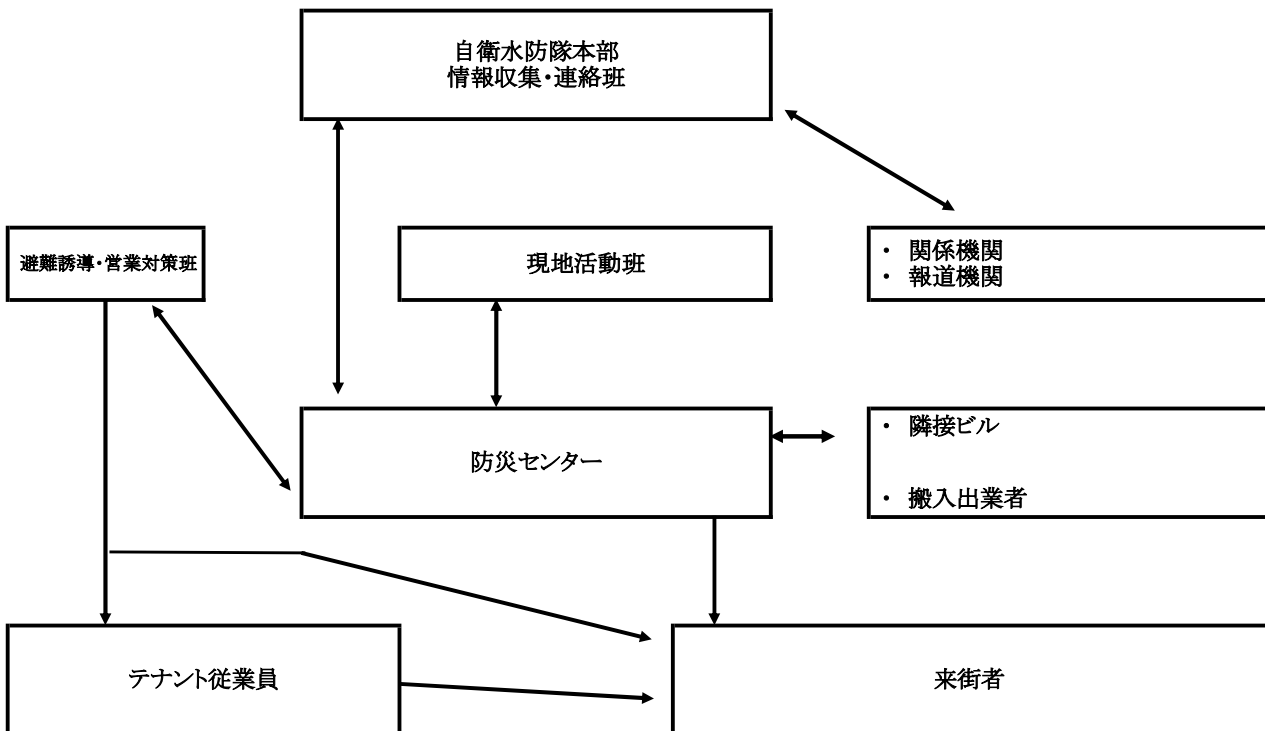 自衛水防隊本部
情報収集・連絡班
避難誘導・営業対策班
現地活動班
・ 関係機関
・ 報道機関
防災センター
・ 隣接ビル
・ 搬入出業者
テナント従業員
来街者